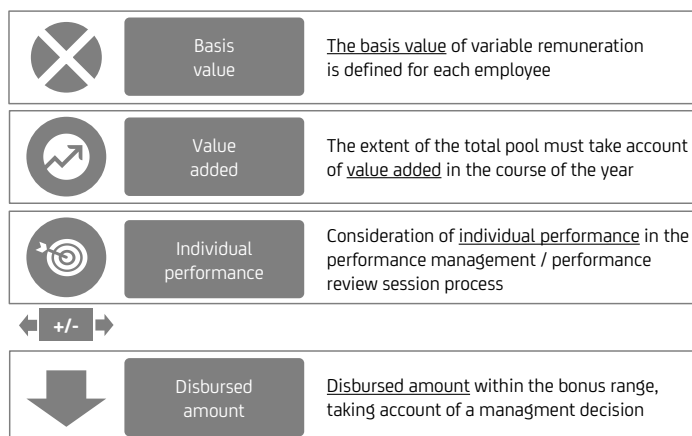 Basis
value
The basis value of variable remuneration
is defined for each employee
Value
added
The extent of the total pool must take account
of value added in the course of the year
Individual
performance
Consideration of individual performance in the
performance management / performance
review session process
+/-
Disbursed
amount
Disbursed amount within the bonus range,
taking account of a managment decision